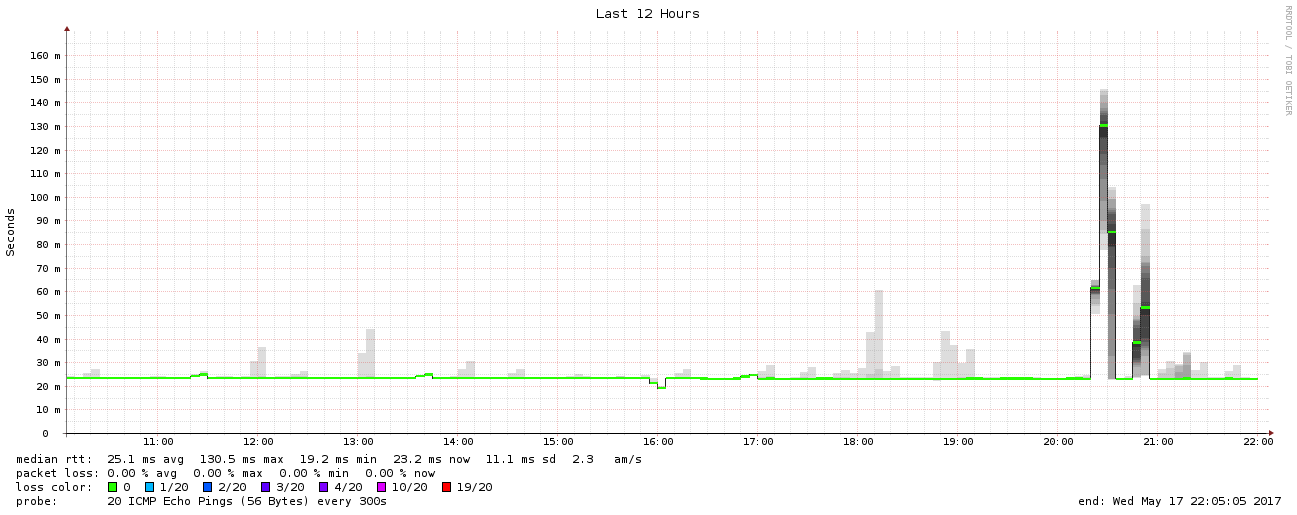 Last 12 Hours
RRDTOOL / TOBI OETIKER
Seconds
160 m
150 m
140 m
130 m
120 m
110 m
100 m
90 m
80 m
70 m
60 m
50 m
40 m
30 m
20 m
10 m
0
11:00 12:00 13:00 14:00 15:00 16:00 17:00 18:00 19:00 20:00 21:00 22:00
median rtt: 25.1 ms avg 130.5 ms max 19.2 ms min 23.2 ms now 11.1 ms sd 2.3 am/s
packet loss: 0.00 % avg 0.00 % max 0.00 % min 0.00 % now
loss color: 0 1/20 2/20 3/20 4/20 10/20 19/20
probe: 20 ICMP Echo Pings (56 Bytes) every 300s end: Wed May 17 22:05:05 2017